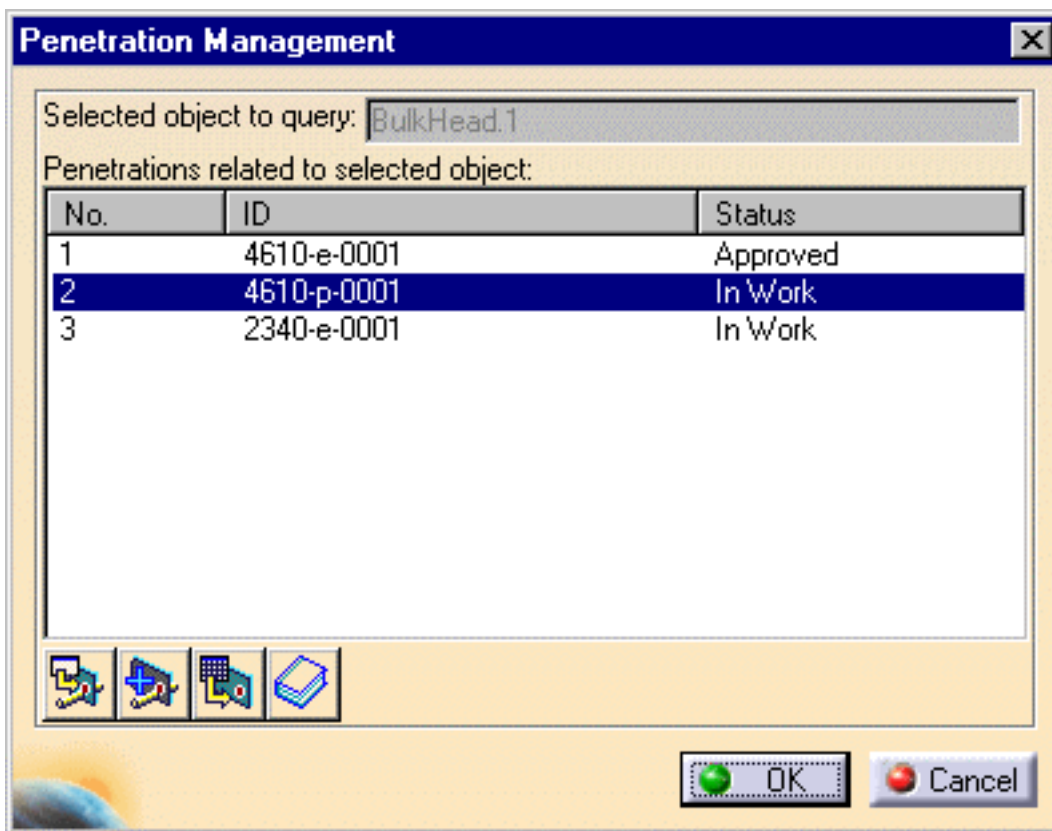 Penetration Management
Selected object to query: BulkHead.1
Penetrations related to selected object:
No. ID Status
1 4610-e-0001 Approved
2 4610-p-0001 In Work
3 2340-e-0001 In Work
OK Cancel